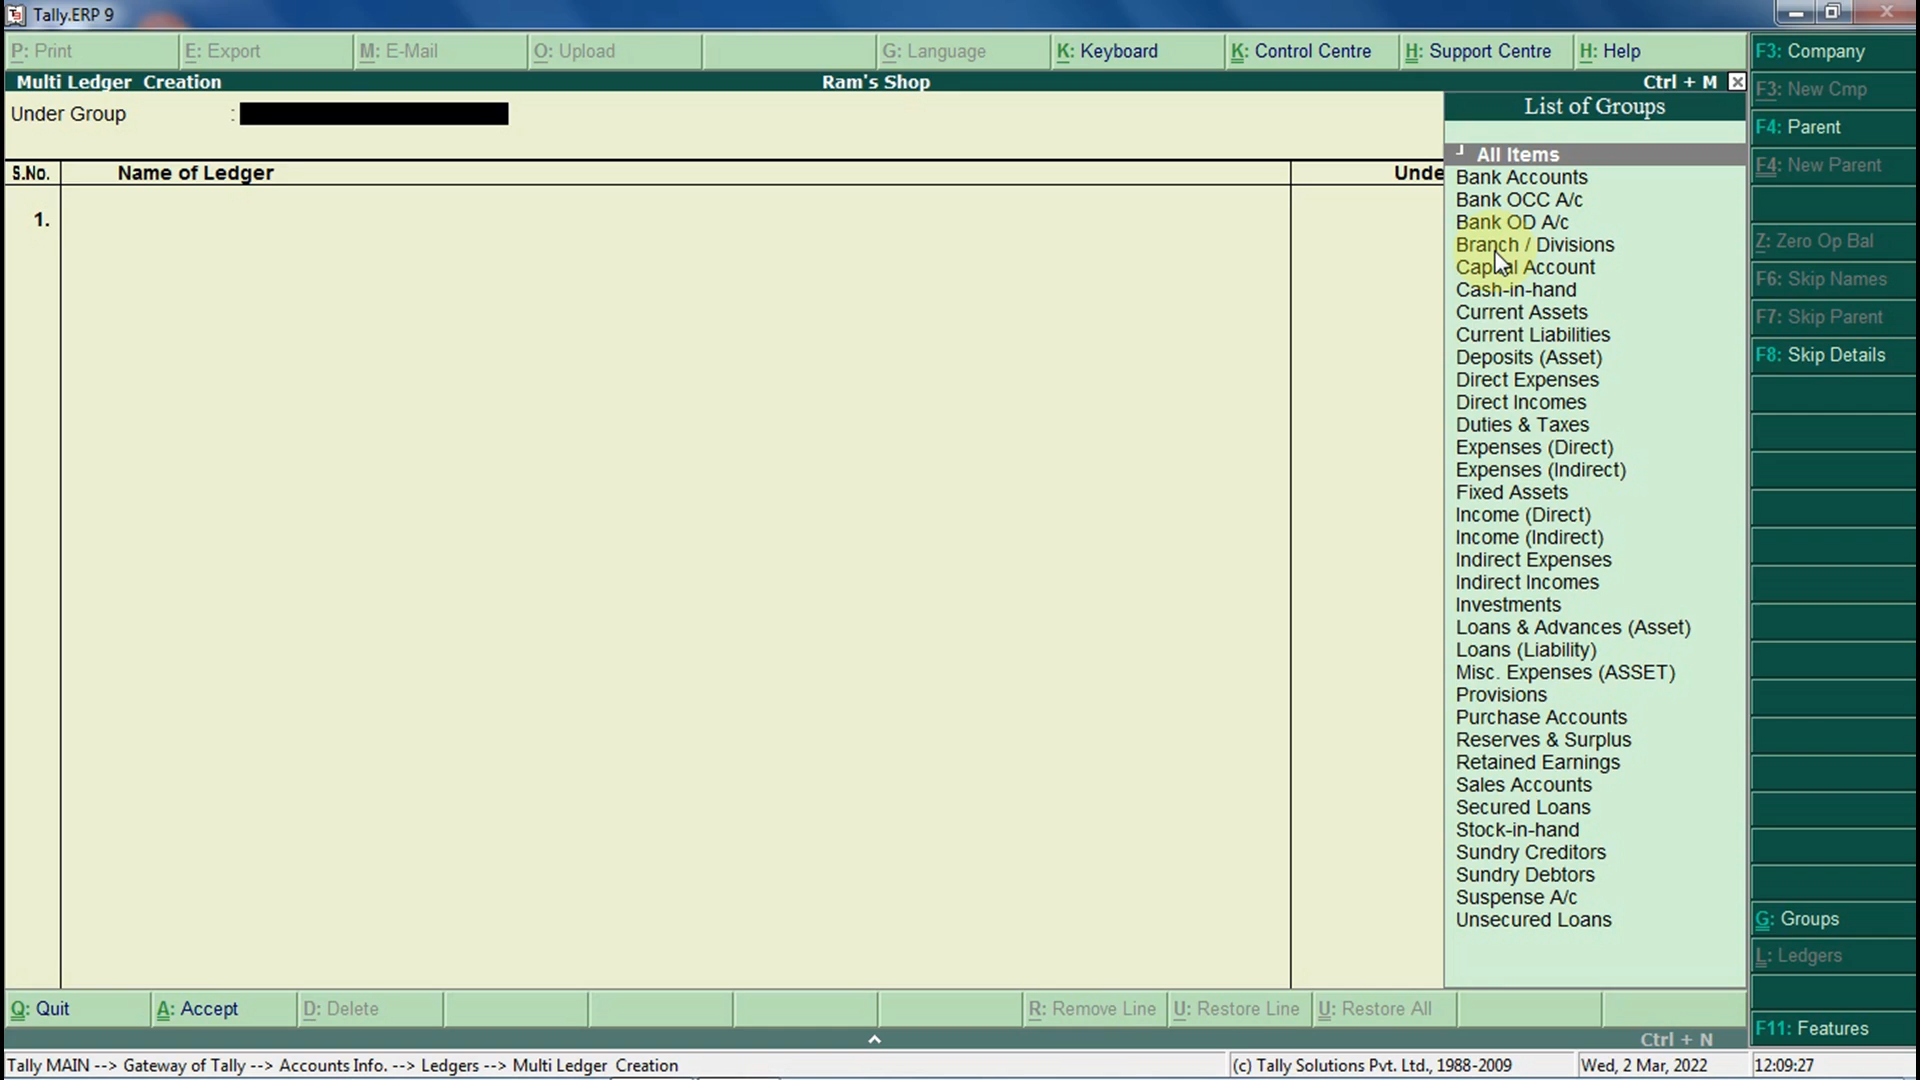 Tally.ERP 9
P: Print E: Export M: E-Mail O: Upload G: Language K: Keyboard K: Control Centre H: Support Centre H: Help
Multi Ledger Creation Ram's Shop Ctrl + M
Under Group :
S.No. Name of Ledger Unde
1.
List of Groups
All Items
Bank Accounts
Bank OCC A/c
Bank OD A/c
Branch / Divisions
Capital Account
Cash-in-hand
Current Assets
Current Liabilities
Deposits (Asset)
Direct Expenses
Direct Incomes
Duties & Taxes
Expenses (Direct)
Expenses (Indirect)
Fixed Assets
Income (Direct)
Income (Indirect)
Indirect Expenses
Indirect Incomes
Investments
Loans & Advances (Asset)
Loans (Liability)
Misc. Expenses (ASSET)
Provisions
Purchase Accounts
Reserves & Surplus
Retained Earnings
Sales Accounts
Secured Loans
Stock-in-hand
Sundry Creditors
Sundry Debtors
Suspense A/c
Unsecured Loans
F3: Company
F3: New Cmp
F4: Parent
F4: New Parent
Z: Zero Op Bal
F6: Skip Names
F7: Skip Parent
F8: Skip Details
G: Groups
L: Ledgers
F11: Features
Q: Quit A: Accept D: Delete R: Remove Line U: Restore Line U: Restore All
Ctrl + N
Tally MAIN --> Gateway of Tally --> Accounts Info. --> Ledgers --> Multi Ledger Creation (c) Tally Solutions Pvt. Ltd., 1988-2009 Wed, 2 Mar, 2022 12:09:27